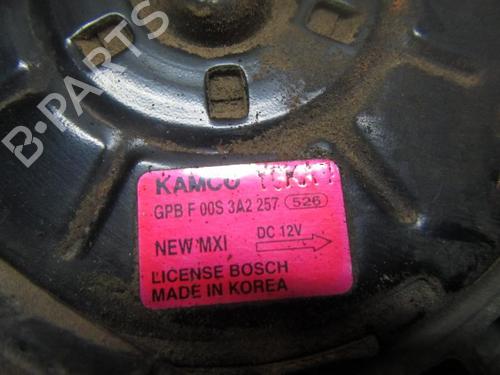 B-PARTS
KAMCO
GPB F 00S 3A2 257 526
NEW MXI DC 12V
LICENSE BOSCH
MADE IN KOREA